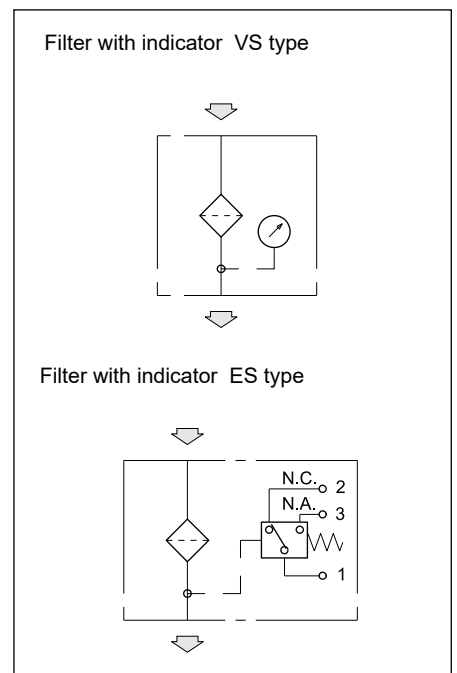 Filter with indicator VS type
Filter with indicator ES type
N.C. 2
N.A. 3
1